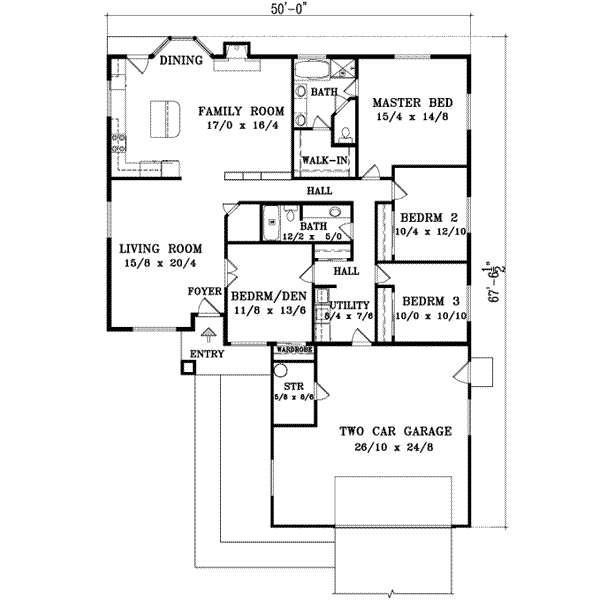 50'-0"
DINING
BATH
FAMILY ROOM
17/0 x 16/4
MASTER BED
15/4 x 14/8
WALK-IN
HALL
BEDRM 2
10/4 x 12/10
BATH
12/2 x 5/0
LIVING ROOM
15/8 x 20/4
HALL
67'-6½"
FOYER
BEDRM/DEN
11/8 x 13/6
UTILITY
8/4 x 7/6
BEDRM 3
10/0 x 10/10
ENTRY
WARDROBE
STR
5/8 x 8/6
TWO CAR GARAGE
26/10 x 24/8